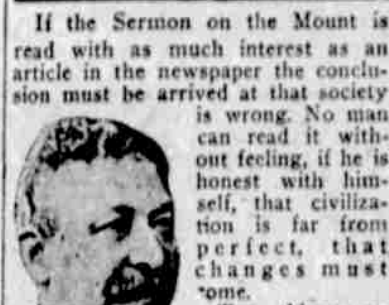 If the Sermon on the Mount is
read with as much interest as an
article in the newspaper the conclu-
sion must be arrived at that society
is wrong. No man
can read it with-
out feeling, if he is
honest with him-
self, that civiliza-
tion is far from
perfect, that
changes must
come.